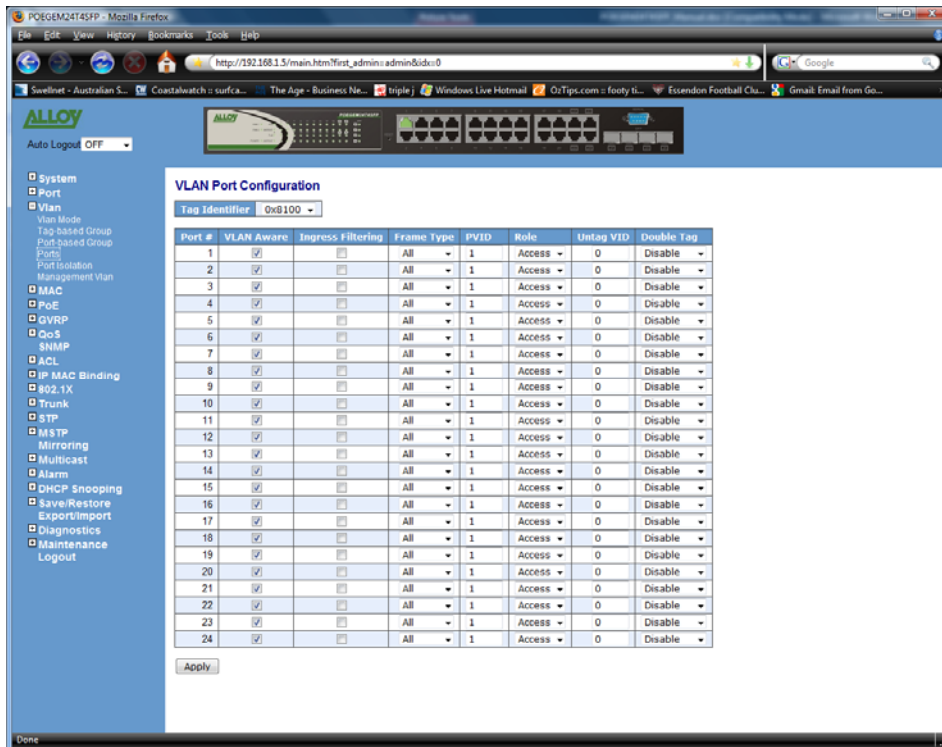 POEGEM24T4SFP - Mozilla Firefox
File Edit View History Bookmarks Tools Help
http://192.168.1.5/main.htm?first_admin=admin&idx=0
Google
Swellnet - Australian S... Coastalwatch :: surfca... The Age - Business Ne... triple j Windows Live Hotmail OzTips.com :: footy ti... Essendon Football Clu... Gmail: Email from Go...
ALLOY
Auto Logout OFF
ALLOY
System
Port
Vlan
Vlan Mode
Tag-based Group
Port-based Group
Ports
Port Isolation
Management Vlan
MAC
PoE
GVRP
QoS
SNMP
ACL
IP MAC Binding
802.1X
Trunk
STP
MSTP
Mirroring
Multicast
Alarm
DHCP Snooping
Save/Restore
Export/Import
Diagnostics
Maintenance
Logout
VLAN Port Configuration
Tag Identifier 0x8100
Port # VLAN Aware Ingress Filtering Frame Type PVID Role Untag VID Double Tag
1 All 1 Access 0 Disable
2 All 1 Access 0 Disable
3 All 1 Access 0 Disable
4 All 1 Access 0 Disable
5 All 1 Access 0 Disable
6 All 1 Access 0 Disable
7 All 1 Access 0 Disable
8 All 1 Access 0 Disable
9 All 1 Access 0 Disable
10 All 1 Access 0 Disable
11 All 1 Access 0 Disable
12 All 1 Access 0 Disable
13 All 1 Access 0 Disable
14 All 1 Access 0 Disable
15 All 1 Access 0 Disable
16 All 1 Access 0 Disable
17 All 1 Access 0 Disable
18 All 1 Access 0 Disable
19 All 1 Access 0 Disable
20 All 1 Access 0 Disable
21 All 1 Access 0 Disable
22 All 1 Access 0 Disable
23 All 1 Access 0 Disable
24 All 1 Access 0 Disable
Apply
Done